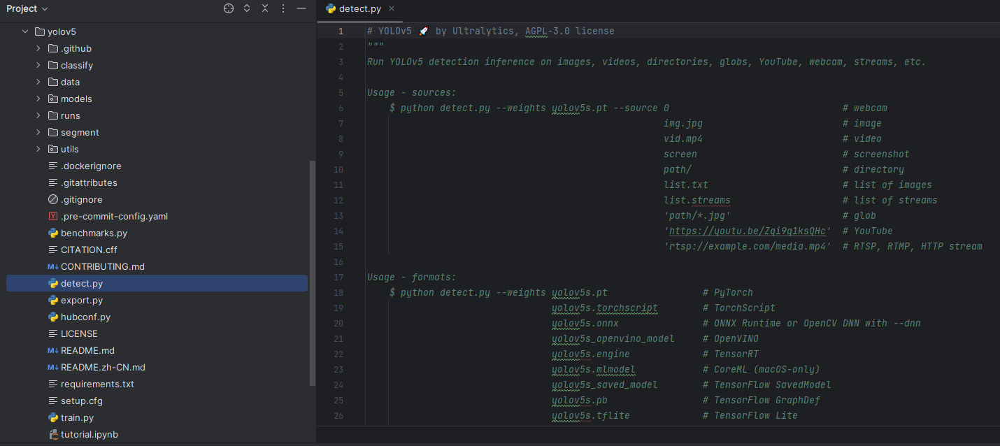 Project
yolov5
.github
classify
data
models
runs
segment
utils
.dockerignore
.gitattributes
.gitignore
.pre-commit-config.yaml
benchmarks.py
CITATION.cff
CONTRIBUTING.md
detect.py
export.py
hubconf.py
LICENSE
README.md
README.zh-CN.md
requirements.txt
setup.cfg
train.py
tutorial.ipynb
detect.py
1 # YOLOv5 🚀 by Ultralytics, AGPL-3.0 license
2 """
3 Run YOLOv5 detection inference on images, videos, directories, globs, YouTube, webcam, streams, etc.
4
5 Usage - sources:
6 $ python detect.py --weights yolov5s.pt --source 0 # webcam
7 img.jpg # image
8 vid.mp4 # video
9 screen # screenshot
10 path/ # directory
11 list.txt # list of images
12 list.streams # list of streams
13 'path/*.jpg' # glob
14 'https://youtu.be/Zgi9g1ksQHc' # YouTube
15 'rtsp://example.com/media.mp4' # RTSP, RTMP, HTTP stream
16
17 Usage - formats:
18 $ python detect.py --weights yolov5s.pt # PyTorch
19 yolov5s.torchscript # TorchScript
20 yolov5s.onnx # ONNX Runtime or OpenCV DNN with --dnn
21 yolov5s_openvino_model # OpenVINO
22 yolov5s.engine # TensorRT
23 yolov5s.mlmodel # CoreML (macOS-only)
24 yolov5s_saved_model # TensorFlow SavedModel
25 yolov5s.pb # TensorFlow GraphDef
26 yolov5s.tflite # TensorFlow Lite